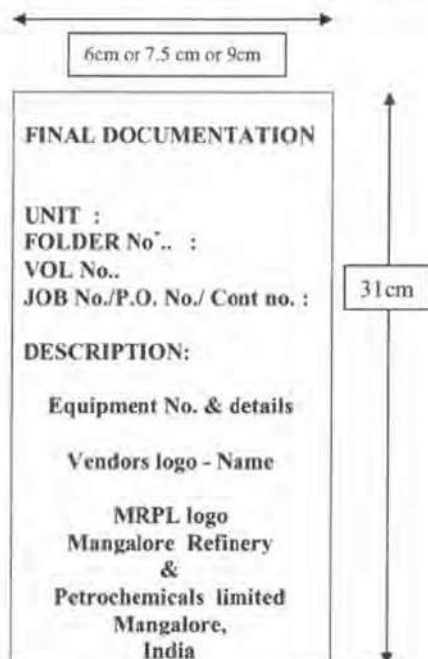 6cm or 7.5 cm or 9cm
FINAL DOCUMENTATION
UNIT :
FOLDER No.. :
VOL No..
JOB No./P.O. No./ Cont no. :
31cm
DESCRIPTION:
Equipment No. & details
Vendors logo - Name
MRPL logo
Mangalore Refinery
&
Petrochemicals limited
Mangalore,
India